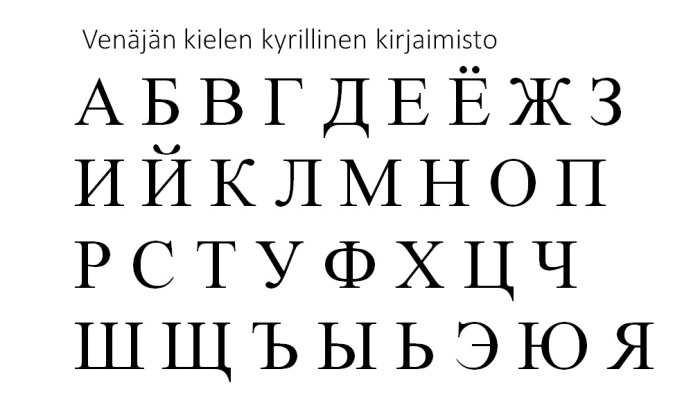 Venäjän kielen kyrillinen kirjaimisto
А Б В Г Д Е Ё Ж З
И Й К Л М Н О П
Р С Т У Ф Х Ц Ч
Ш Щ Ъ Ы Ь Э Ю Я